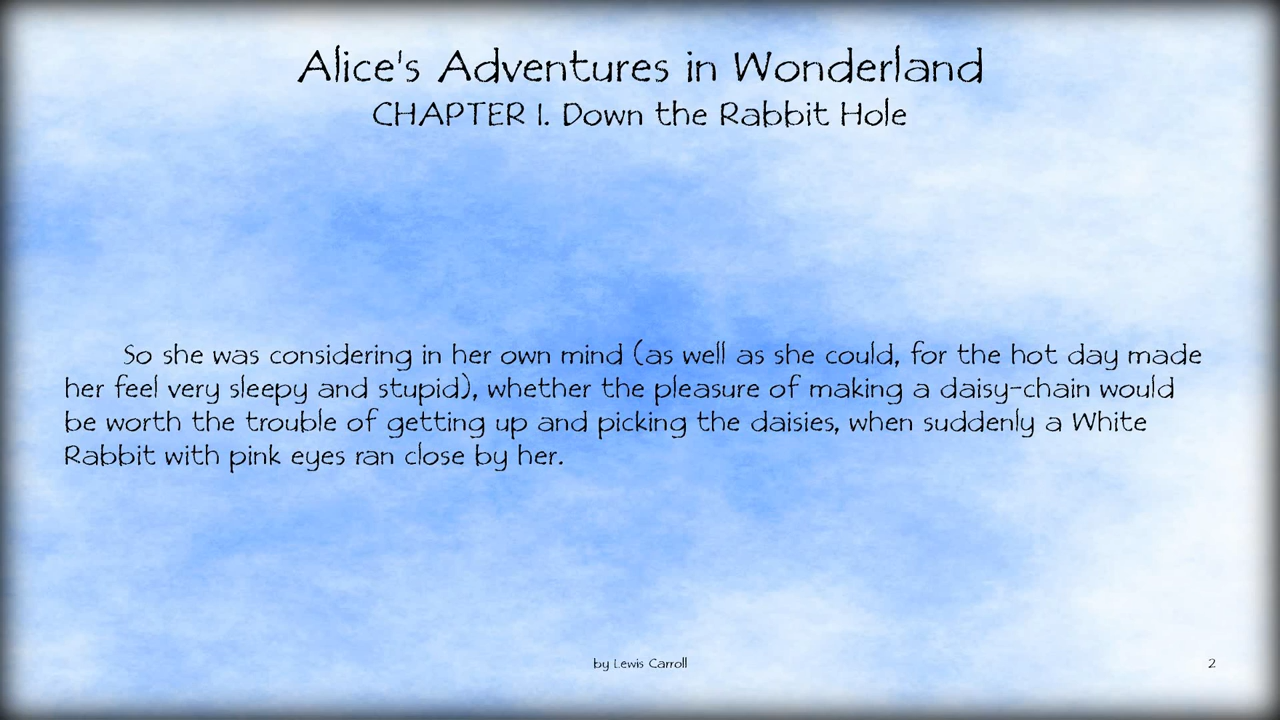 Alice's Adventures in Wonderland
CHAPTER I. Down the Rabbit Hole
So she was considering in her own mind (as well as she could, for the hot day made
her feel very sleepy and stupid), whether the pleasure of making a daisy-chain would
be worth the trouble of getting up and picking the daisies, when suddenly a White
Rabbit with pink eyes ran close by her.
by Lewis Carroll
2